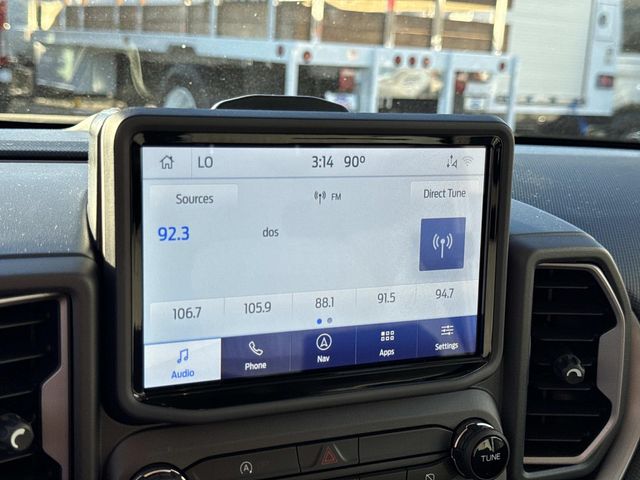 LO 3:14 90°
Sources FM Direct Tune
92.3 dos
106.7 105.9 88.1 91.5 94.7
Audio Phone Nav Apps Settings
A
TUNE